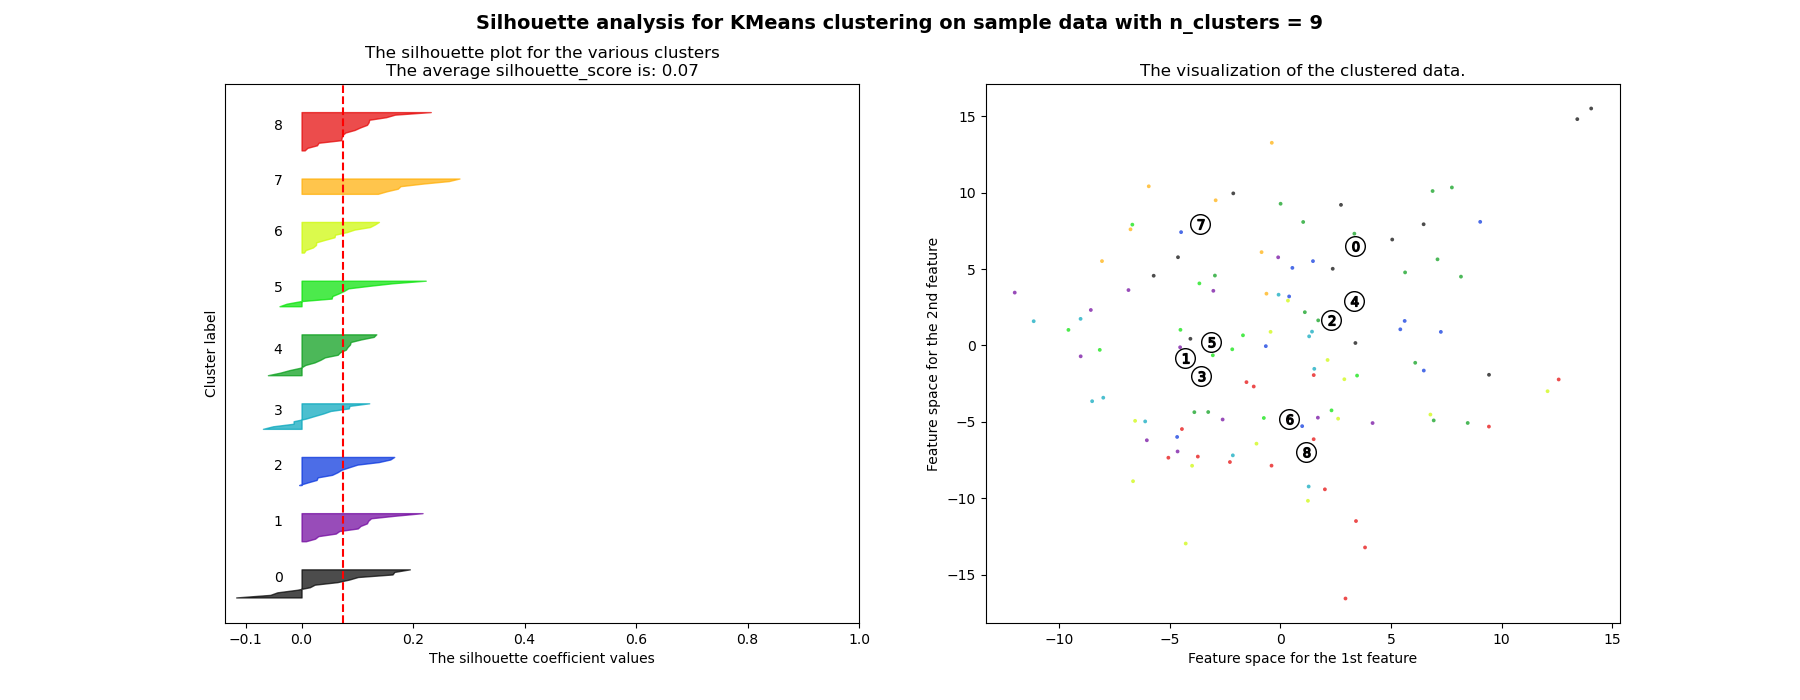 Silhouette analysis for KMeans clustering on sample data with n_clusters = 9
The silhouette plot for the various clusters
The average silhouette_score is: 0.07
Cluster label
8
7
6
5
4
3
2
1
0
−0.1 0.0 0.2 0.4 0.6 0.8 1.0
The silhouette coefficient values
The visualization of the clustered data.
Feature space for the 2nd feature
15
10
5
0
−5
−10
−15
7
0
4
2
5
1
3
6
8
−10 −5 0 5 10 15
Feature space for the 1st feature